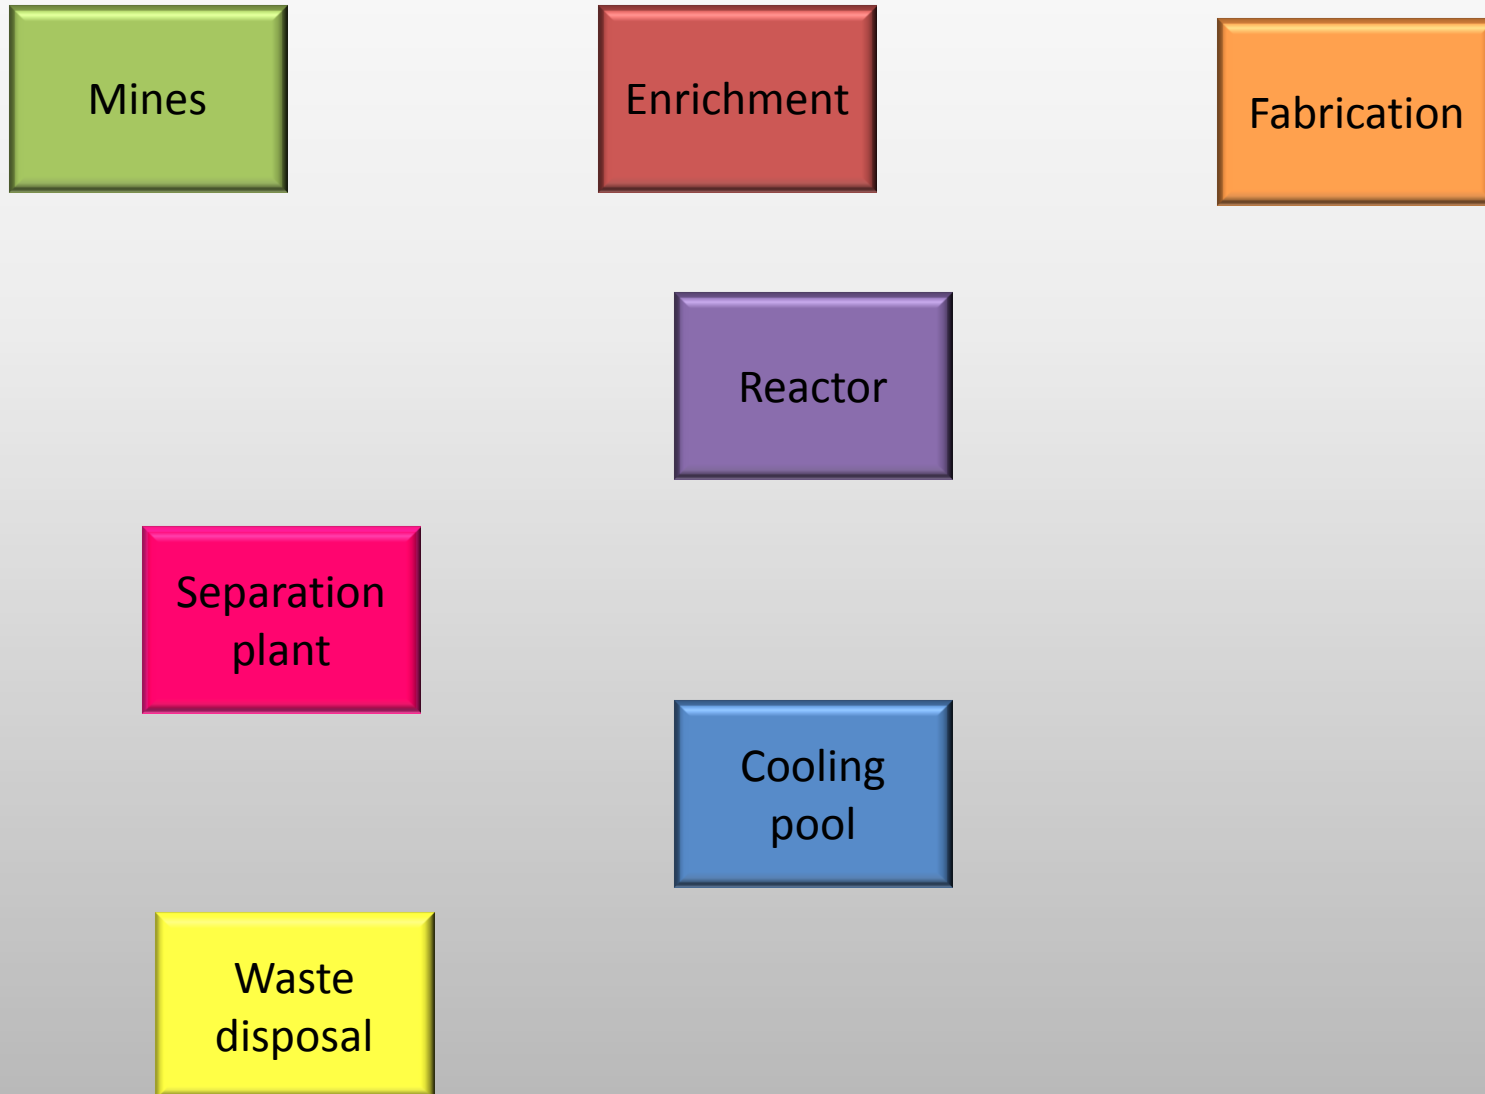 Mines
Enrichment
Fabrication
Reactor
Separation
plant
Cooling
pool
Waste
disposal